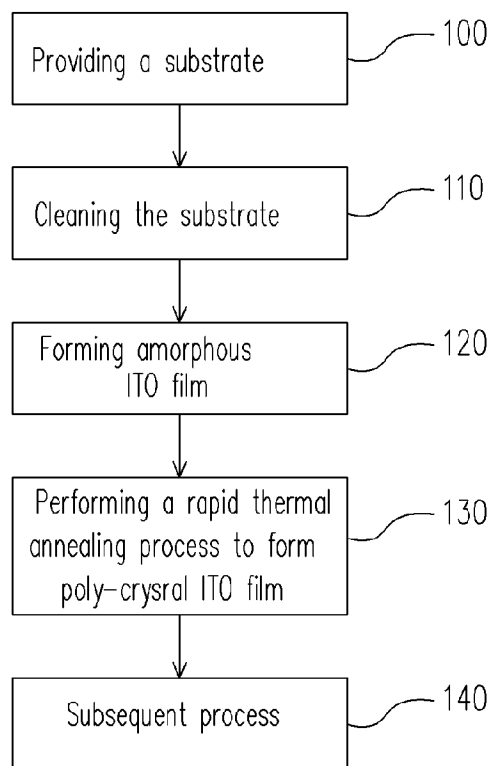 Providing a substrate
100
Cleaning the substrate
110
Forming amorphous
ITO film
120
Performing a rapid thermal
annealing process to form
poly-crysral ITO film
130
Subsequent process
140